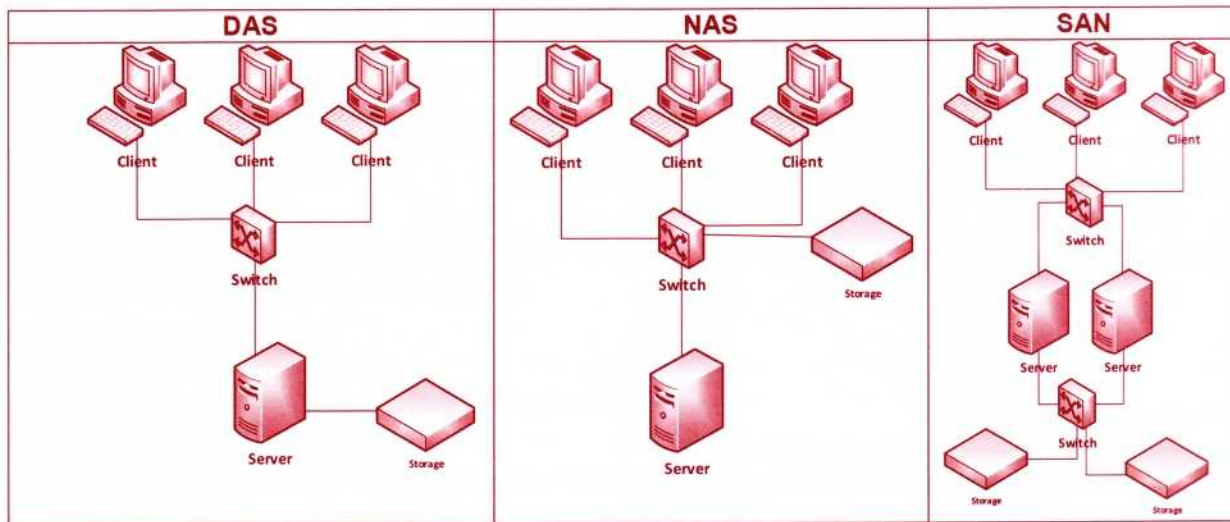 DAS
NAS
SAN
Client
Client
Client
Switch
Server
Storage
Client
Client
Client
Switch
Storage
Server
Client
Client
Client
Switch
Server
Server
Switch
Storage
Storage